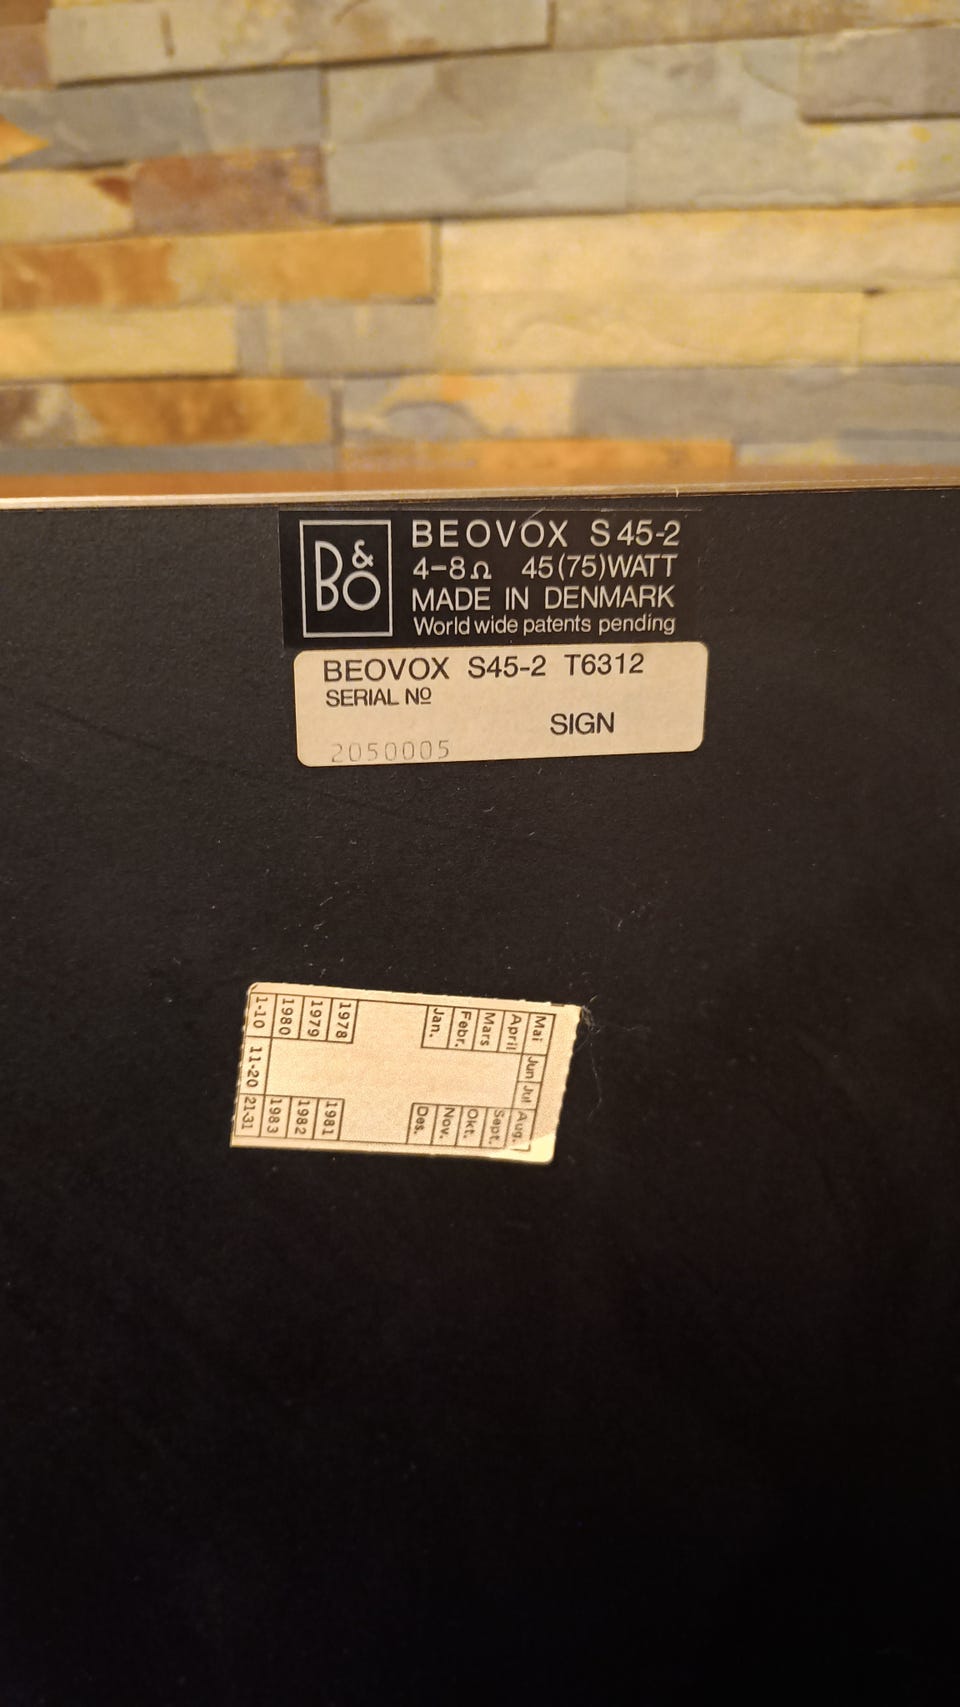 B&O
BEOVOX S45-2
4-8Ω 45(75)WATT
MADE IN DENMARK
World wide patents pending
BEOVOX S45-2 T6312
SERIAL Nº
SIGN
2050005
Mai Jun Jul Aug.
April Sept.
Mars Okt.
Febr. Nov.
Jan. Des.
1978 1981
1979 1982
1980 1983
1-10 11-20 21-31